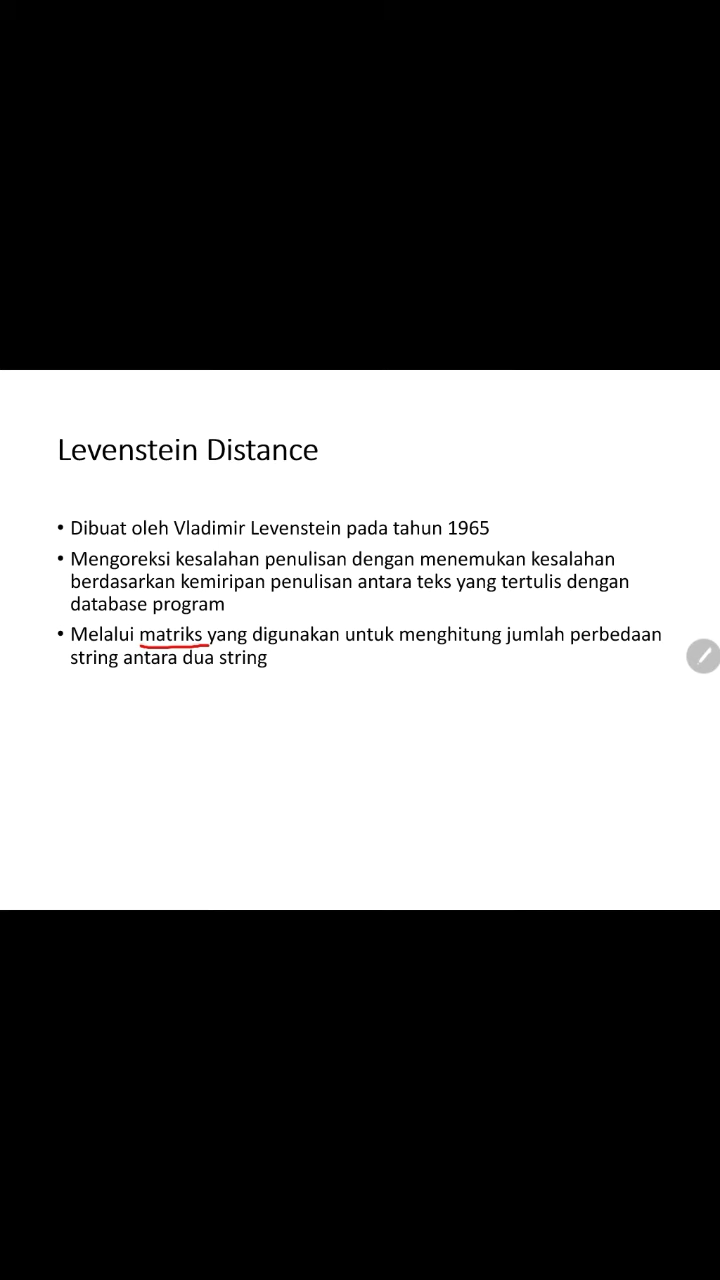 Levenstein Distance
• Dibuat oleh Vladimir Levenstein pada tahun 1965
• Mengoreksi kesalahan penulisan dengan menemukan kesalahan
berdasarkan kemiripan penulisan antara teks yang tertulis dengan
database program
• Melalui matriks yang digunakan untuk menghitung jumlah perbedaan
string antara dua string